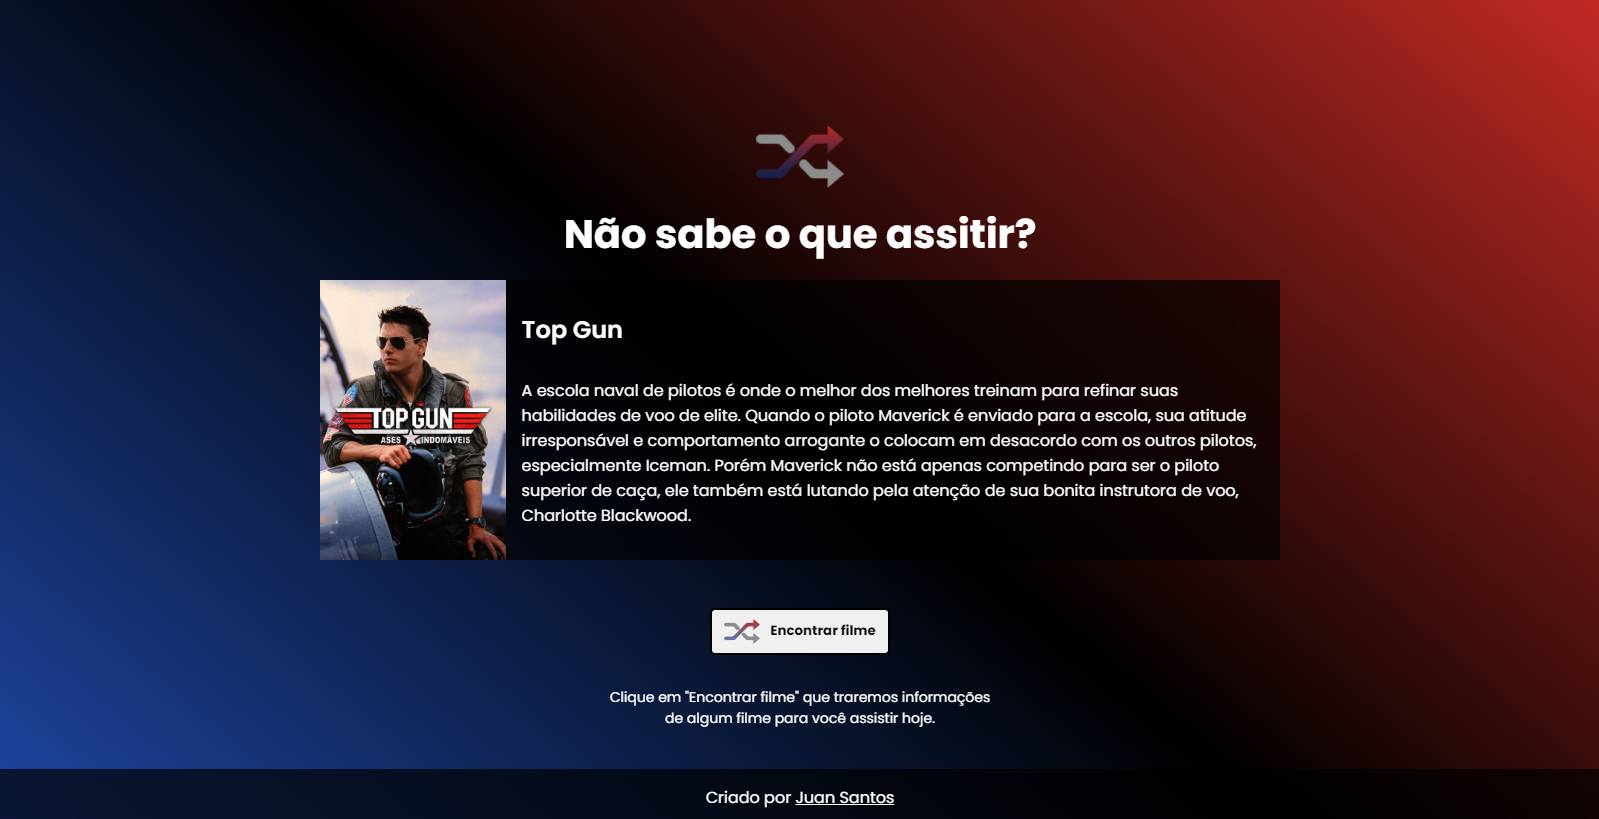 Não sabe o que assitir?
TOP GUN
ASES INDOMÁVEIS
Top Gun
A escola naval de pilotos é onde o melhor dos melhores treinam para refinar suas
habilidades de voo de elite. Quando o piloto Maverick é enviado para a escola, sua atitude
irresponsável e comportamento arrogante o colocam em desacordo com os outros pilotos,
especialmente Iceman. Porém Maverick não está apenas competindo para ser o piloto
superior de caça, ele também está lutando pela atenção de sua bonita instrutora de voo,
Charlotte Blackwood.
Encontrar filme
Clique em "Encontrar filme" que traremos informações
de algum filme para você assistir hoje.
Criado por Juan Santos